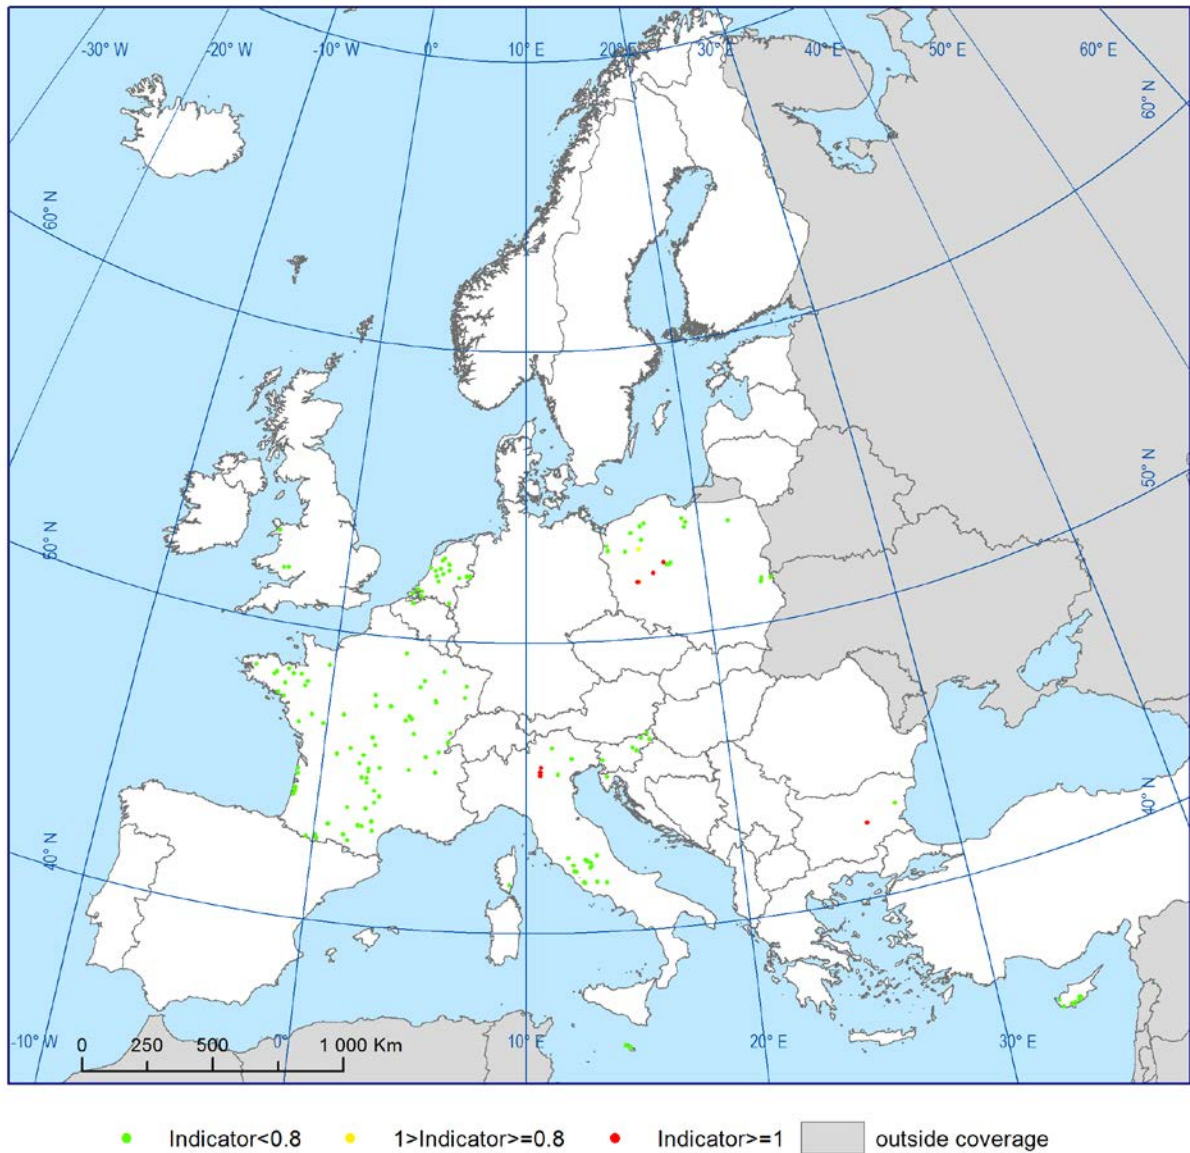 -30° W -20° W -10° W 0° 10° E 20° E 30° E 40° E 50° E 60° E
60° N
60° N
50° N
50° N
40° N
40° N
-10° W 0° 10° E 20° E 30° E
0 250 500 1 000 Km
Indicator<0.8 1>Indicator>=0.8 Indicator>=1 outside coverage